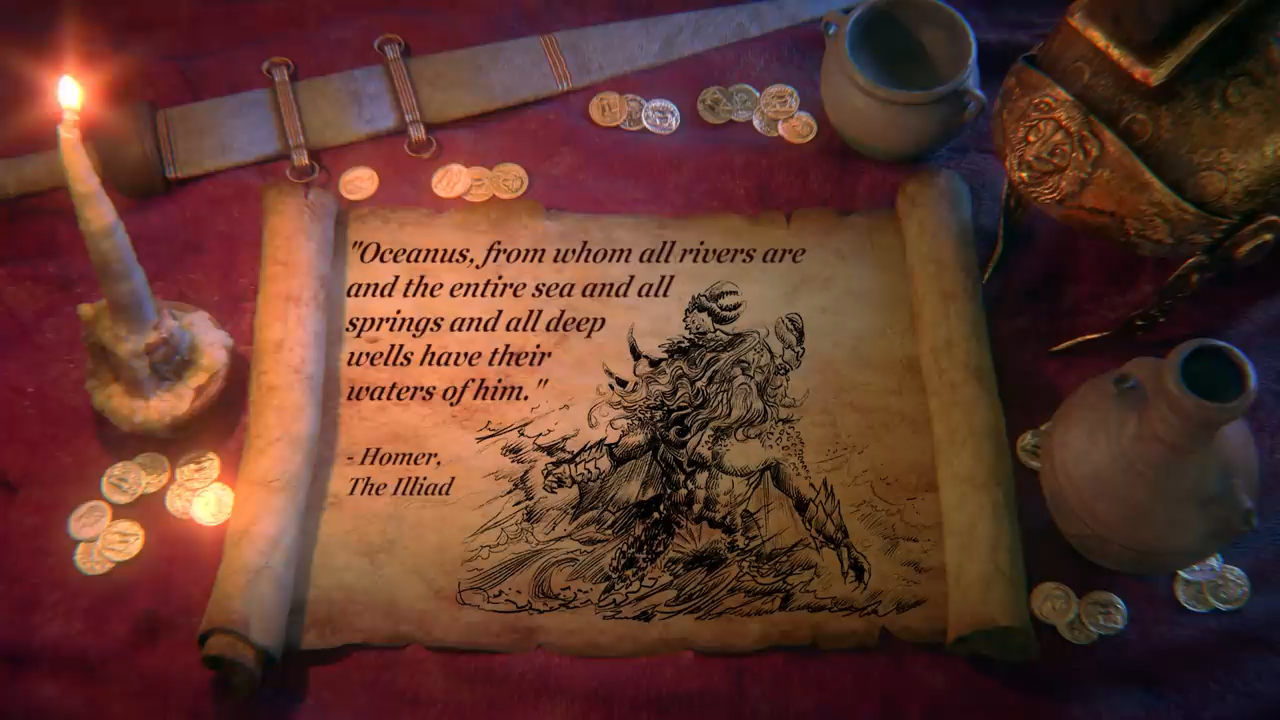 "Oceanus, from whom all rivers are
and the entire sea and all
springs and all deep
wells have their
waters of him."
- Homer,
The Illiad